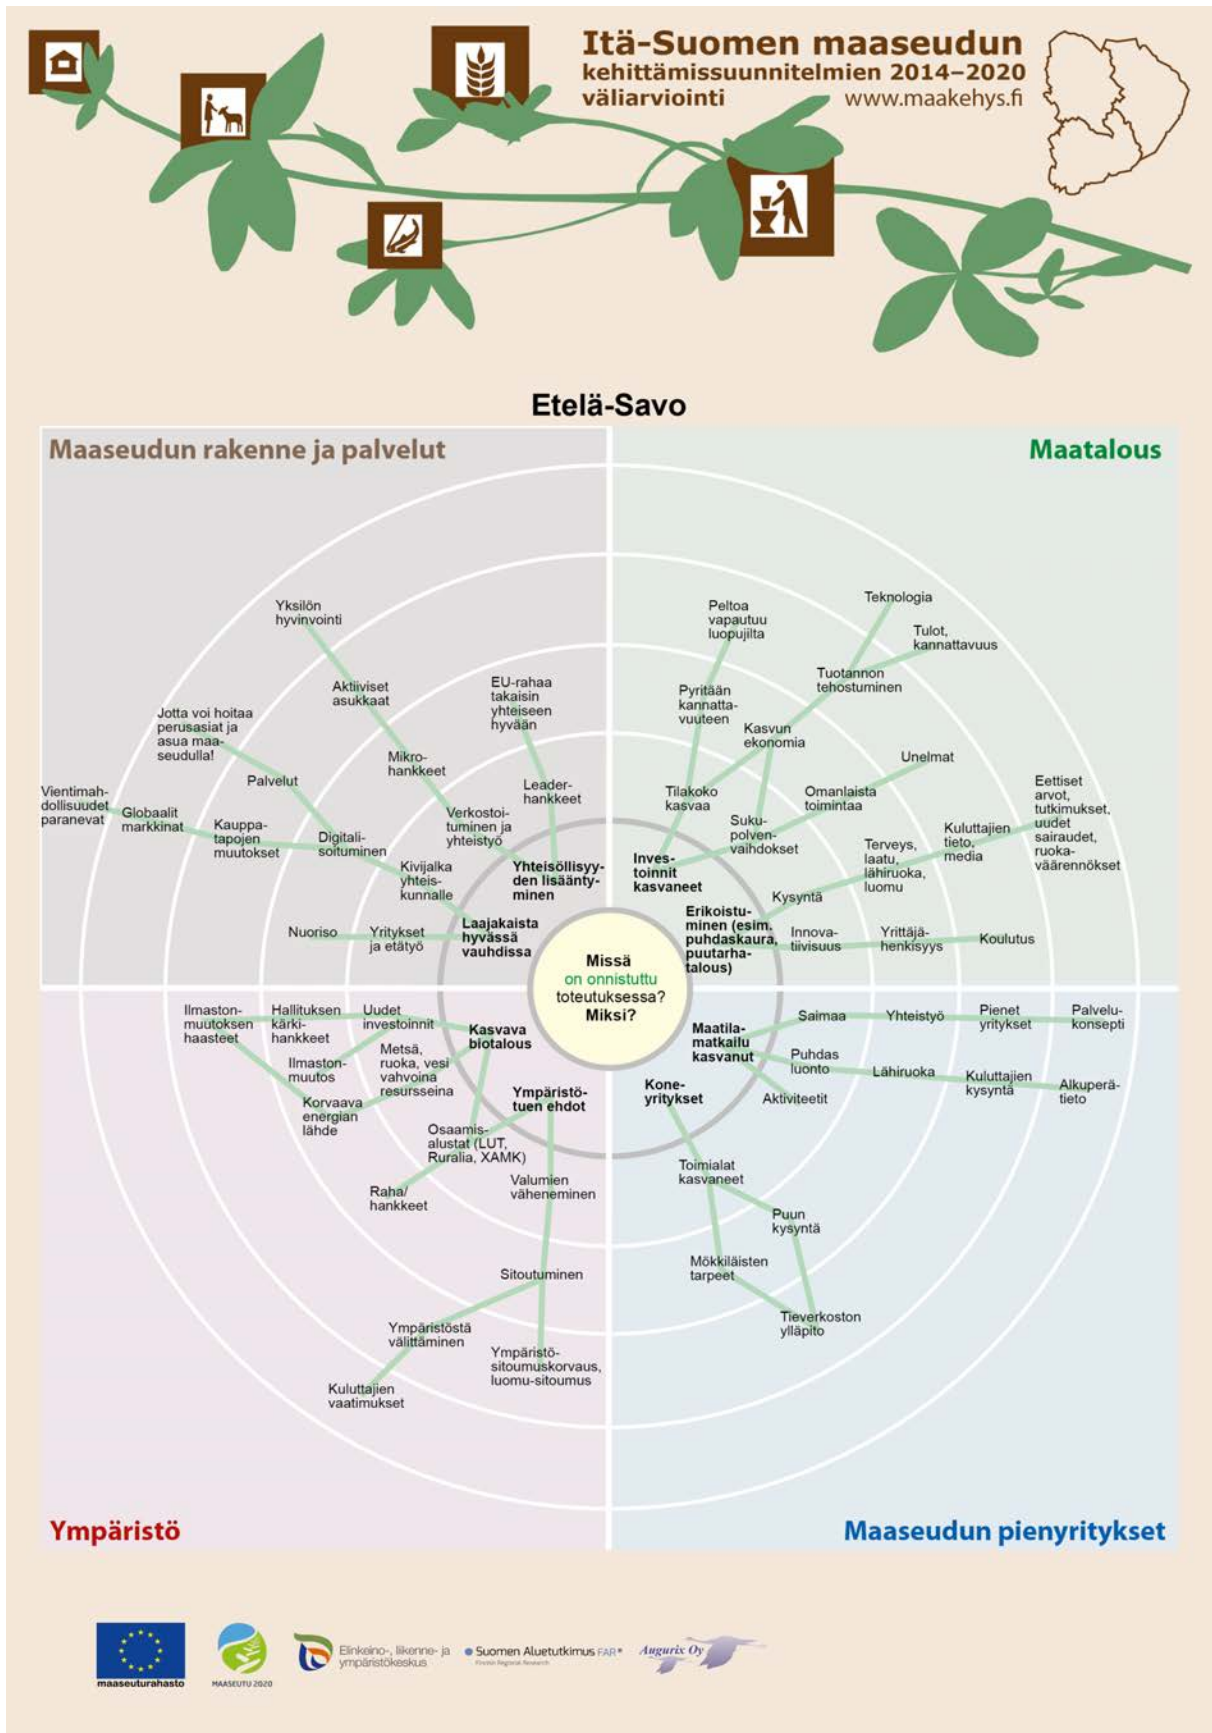 Itä-Suomen maaseudun
kehittämissuunnitelmien 2014–2020
väliarviointi
www.maakehys.fi
Etelä-Savo
Maaseudun rakenne ja palvelut
Maatalous
Yksilön
hyvinvointi
Aktiiviset
asukkaat
EU-rahaa
takaisin
yhteiseen
hyvään
Jotta voi hoitaa
perusasiat ja
asua maa-
seudulla!
Mikro-
hankkeet
Palvelut
Leader-
hankkeet
Vientimah-
dollisuudet
paranevat
Globaalit
markkinat
Kauppa-
tapojen
muutokset
Digitali-
soituminen
Verkostoi-
tuminen ja
yhteistyö
Kivijalka
yhteis-
kunnalle
Yhteisöllisyy-
den lisäänty-
minen
Nuoriso
Yritykset
ja etätyö
Laajakaista
hyvässä
vauhdissa
Peltoa
vapautuu
luopujilta
Teknologia
Tulot,
kannattavuus
Tuotannon
tehostuminen
Pyritään
kannatta-
vuuteen
Kasvun
ekonomia
Unelmat
Tilakoko
kasvaa
Omanlaista
toimintaa
Suku-
polven-
vaihdokset
Eettiset
arvot,
tutkimukset,
uudet
sairaudet,
ruoka-
väärennökset
Kuluttajien
tieto,
media
Terveys,
laatu,
lähiruoka,
luomu
Inves-
toinnit
kasvaneet
Kysyntä
Erikoistu-
minen (esim.
puhdaskaura,
puutarha-
talous)
Innova-
tiivisuus
Yrittäjä-
henkisyys
Koulutus
Missä
on onnistuttu
toteutuksessa?
Miksi?
Ilmaston-
muutoksen
haasteet
Hallituksen
kärki-
hankkeet
Uudet
investoinnit
Kasvava
biotalous
Ilmaston-
muutos
Metsä,
ruoka, vesi
vahvoina
resursseina
Korvaava
energian
lähde
Ympäristö-
tuen ehdot
Osaamis-
alustat (LUT,
Ruralia, XAMK)
Raha/
hankkeet
Valumien
väheneminen
Sitoutuminen
Ympäristöstä
välittäminen
Ympäristö-
sitoumuskorvaus,
luomu-sitoumus
Kuluttajien
vaatimukset
Maatila-
matkailu
kasvanut
Saimaa
Yhteistyö
Pienet
yritykset
Palvelu-
konsepti
Puhdas
luonto
Lähiruoka
Kuluttajien
kysyntä
Alkuperä-
tieto
Aktiviteetit
Kone-
yritykset
Toimialat
kasvaneet
Puun
kysyntä
Mökkiläisten
tarpeet
Tieverkoston
ylläpito
Ympäristö
Maaseudun pienyritykset
maaseuturahasto
MAASEUTU 2020
Elinkeino-, liikenne- ja
ympäristökeskus
Suomen Aluetutkimus FAR
Finnish Regional Research
Augurix Oy